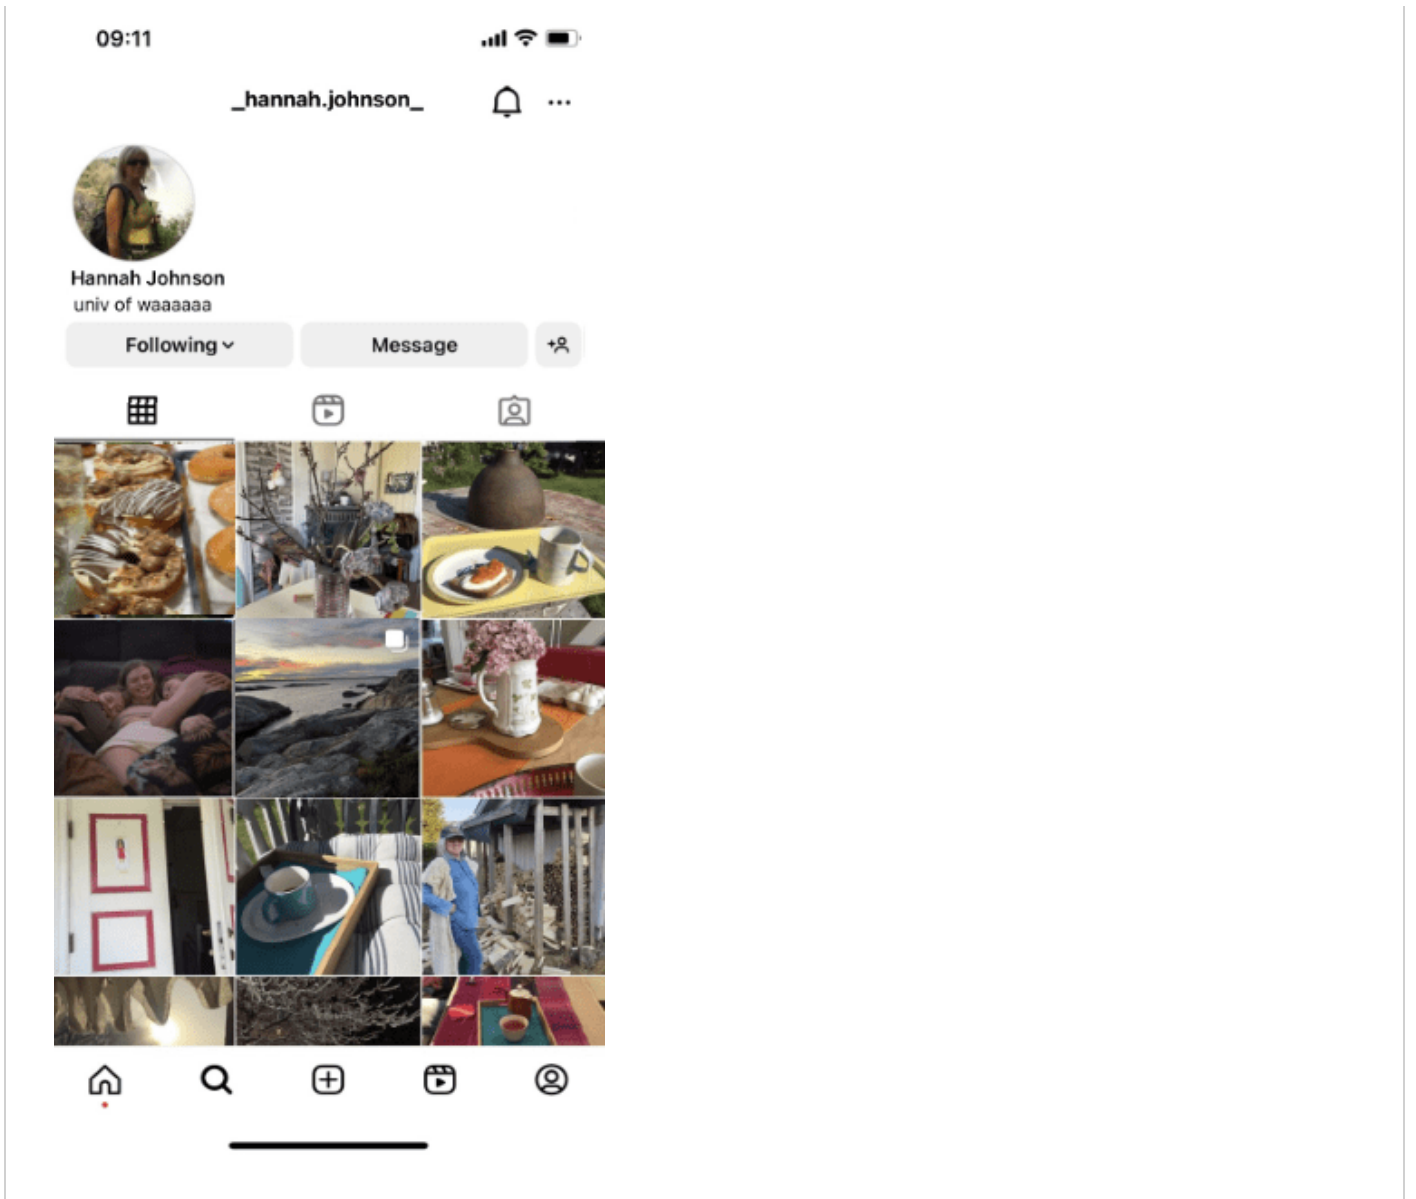 09:11
_hannah.johnson_
Hannah Johnson
univ of waaaaaa
Following
Message